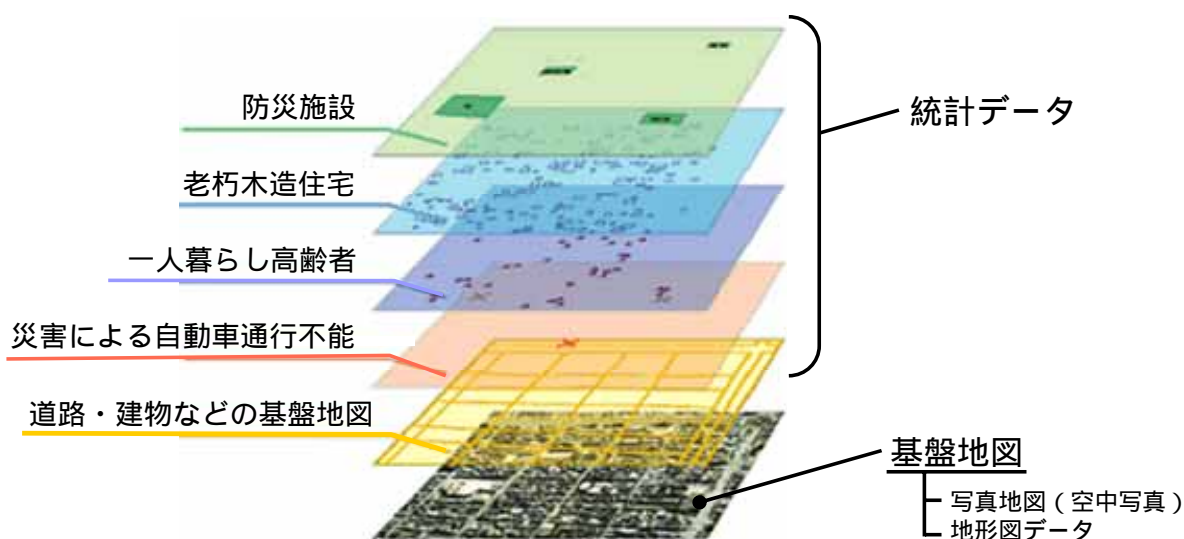 防災施設
統計データ
老朽木造住宅
一人暮らし高齢者
災害による自動車通行不能
道路・建物などの基盤地図
基盤地図
写真地図(空中写真)
地形図データ